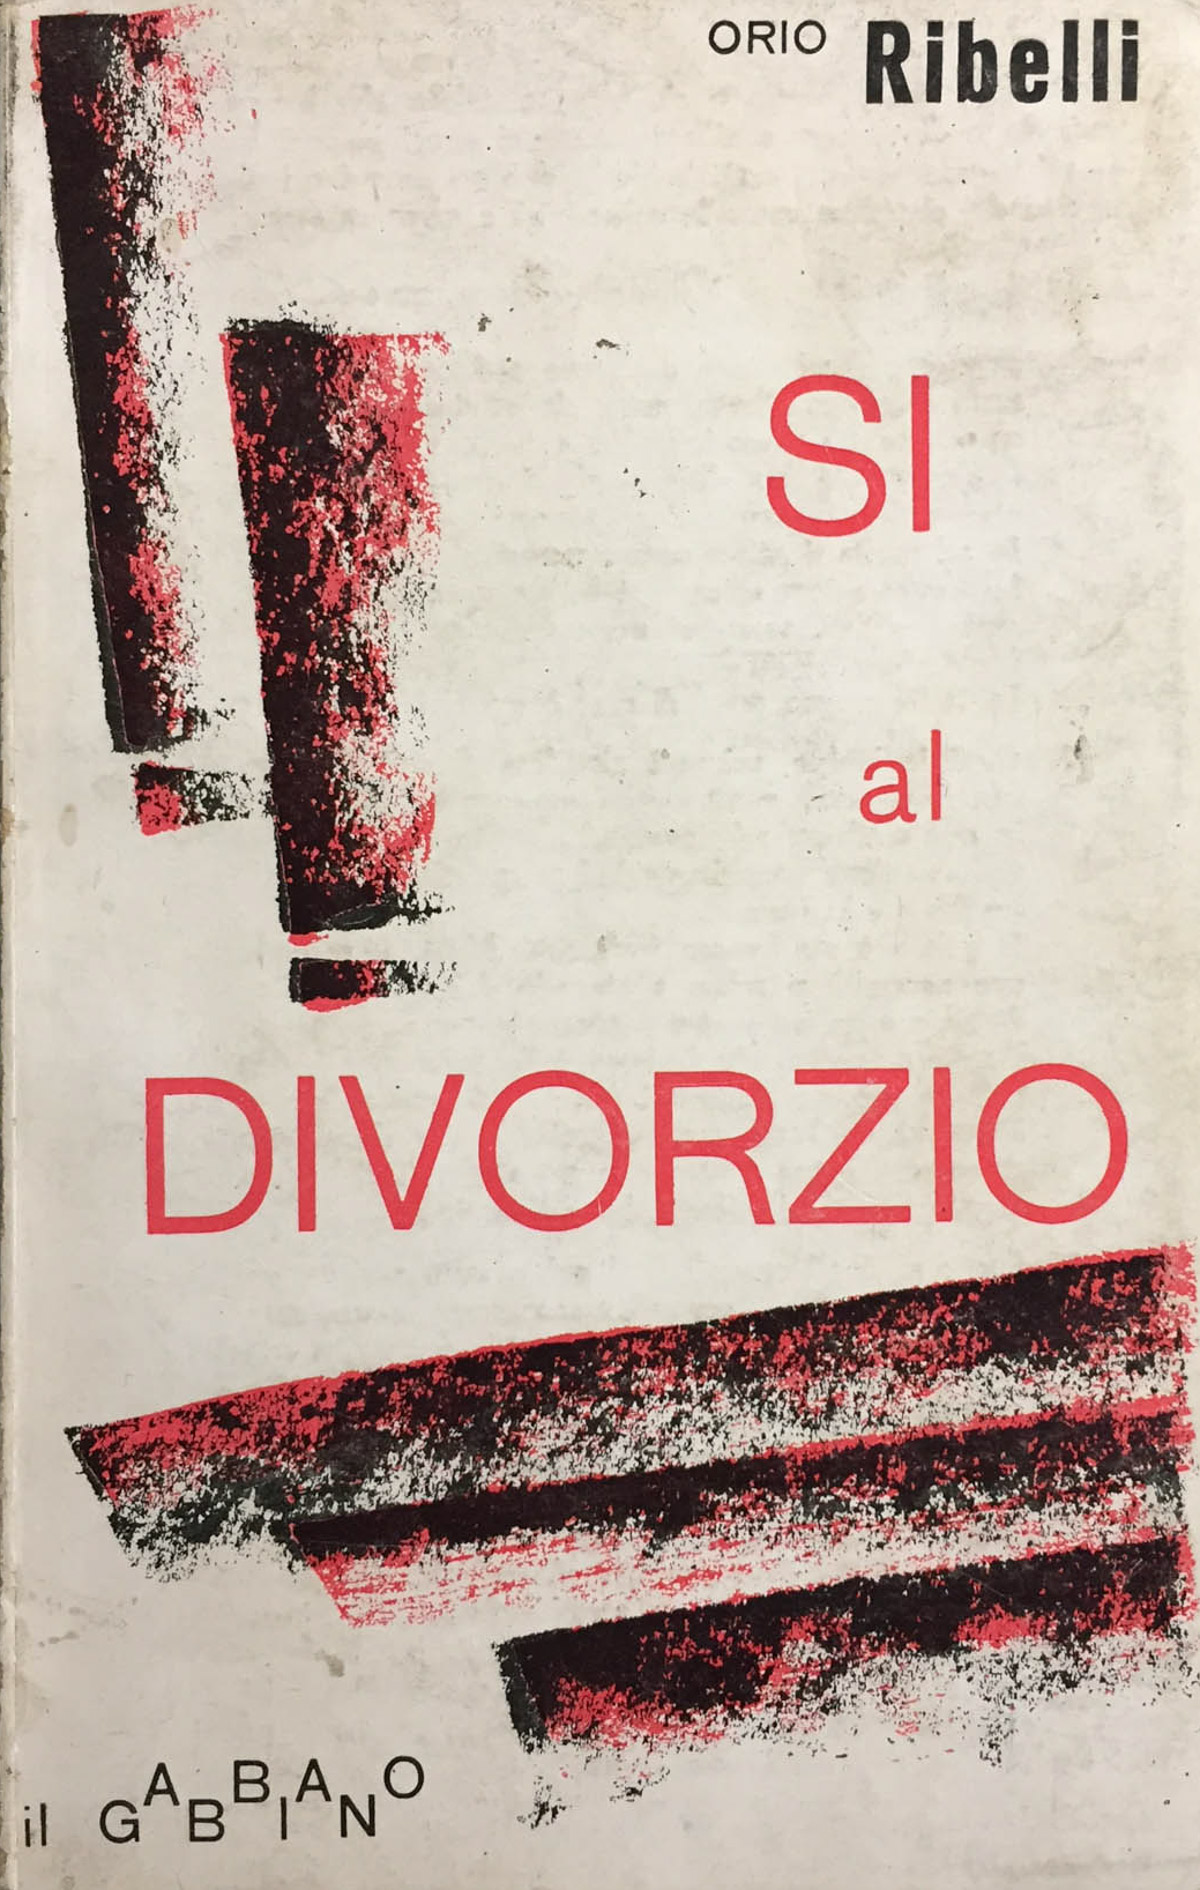 ORIO Ribelli
SI
al
DIVORZIO
il GABBIANO